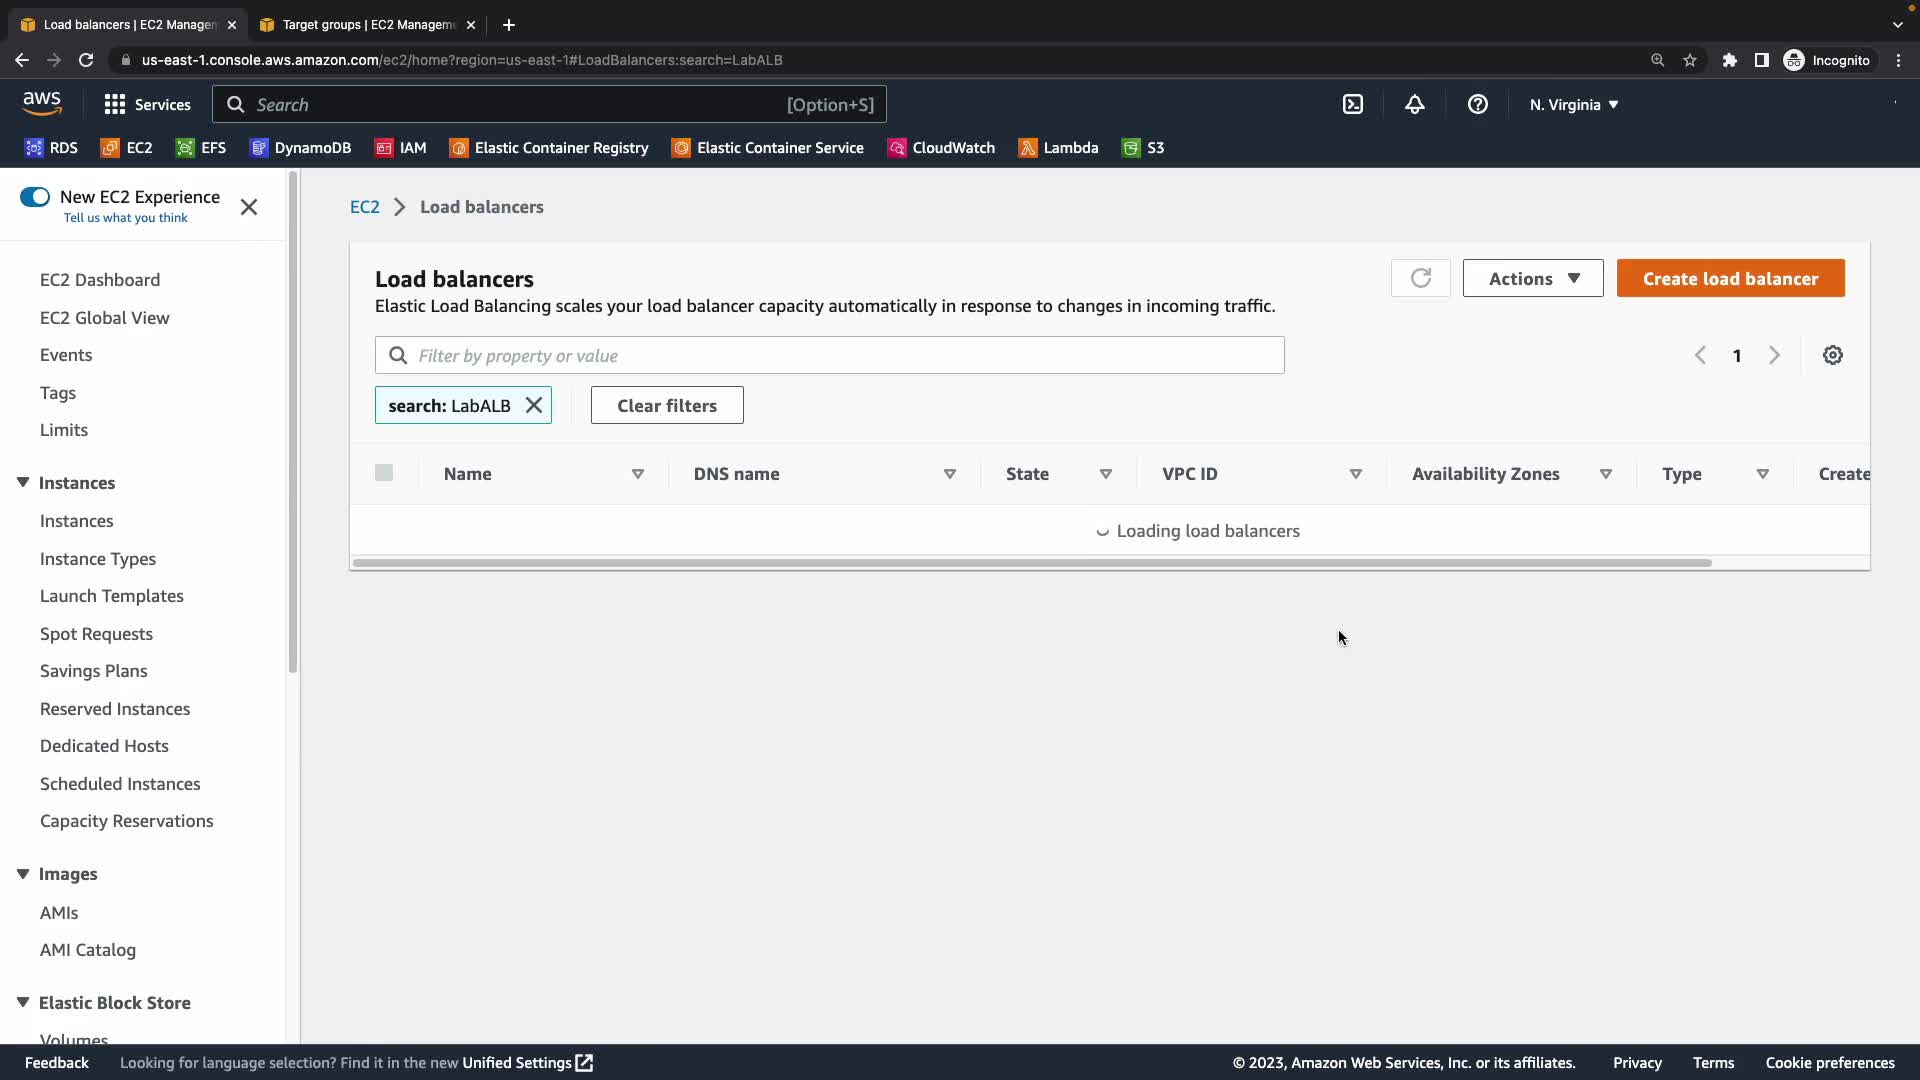 Load balancers | EC2 Managem
Target groups | EC2 Managem
us-east-1.console.aws.amazon.com/ec2/home?region=us-east-1#LoadBalancers:search=LabALB
Incognito
aws
Services
Search
[Option+S]
N. Virginia
RDS
EC2
EFS
DynamoDB
IAM
Elastic Container Registry
Elastic Container Service
CloudWatch
Lambda
S3
New EC2 Experience
Tell us what you think
EC2 Dashboard
EC2 Global View
Events
Tags
Limits
Instances
Instances
Instance Types
Launch Templates
Spot Requests
Savings Plans
Reserved Instances
Dedicated Hosts
Scheduled Instances
Capacity Reservations
Images
AMIs
AMI Catalog
Elastic Block Store
Volumes
EC2 > Load balancers
Load balancers
Elastic Load Balancing scales your load balancer capacity automatically in response to changes in incoming traffic.
Actions
Create load balancer
Filter by property or value
1
search: LabALB
Clear filters
Name
DNS name
State
VPC ID
Availability Zones
Type
Create
Loading load balancers
Feedback
Looking for language selection? Find it in the new Unified Settings
© 2023, Amazon Web Services, Inc. or its affiliates.
Privacy
Terms
Cookie preferences